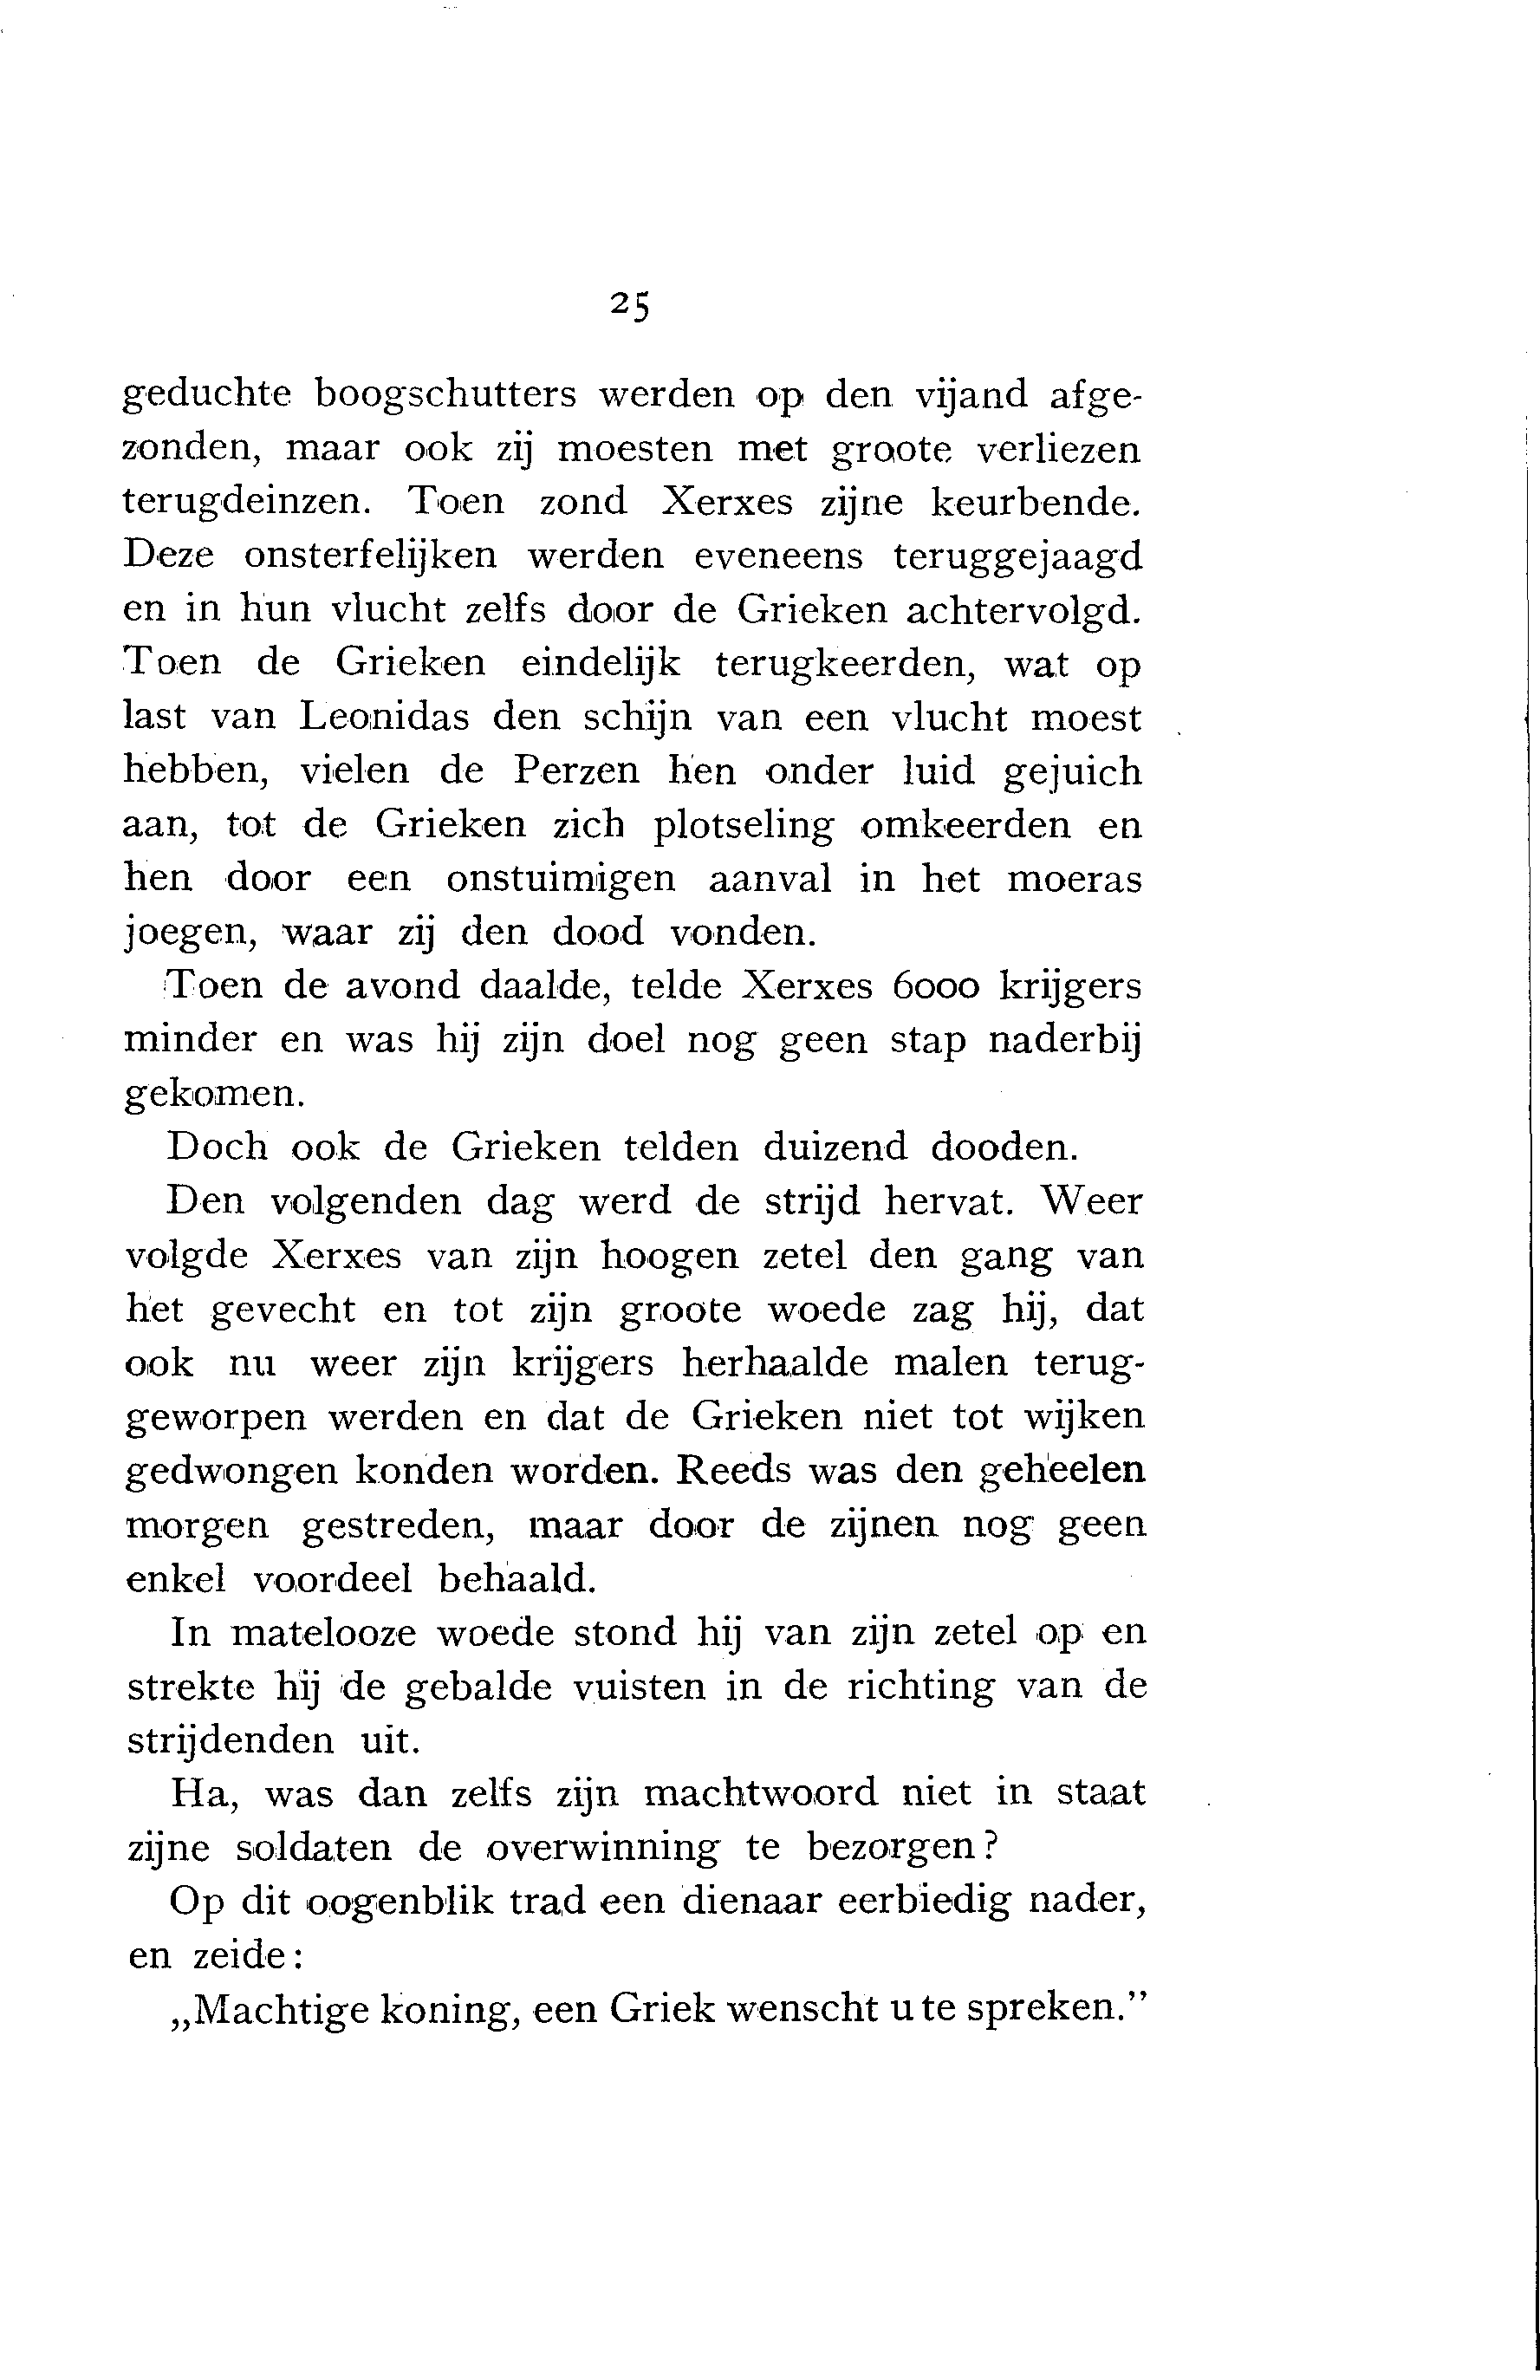 25
geduchte boogschutters werden op den vijand afge-
zonden, maar ook zij moesten met groote verliezen
terugdeinzen. Toen zond Xerxes zijne keurbende.
Deze onsterfelijken werden eveneens teruggejaagd
en in hun vlucht zelfs door de Grieken achtervolgd.
Toen de Grieken eindelijk terugkeerden, wat op
last van Leonidas den schijn van een vlucht moest
hebben, vielen de Perzen hen onder luid gejuich
aan, tot de Grieken zich plotseling omkeerden en
hen door een onstuimigen aanval in het moeras
joegen, waar zij den dood vonden.
Toen de avond daalde, telde Xerxes 6000 krijgers
minder en was hij zijn doel nog geen stap naderbij
gekomen.
Doch ook de Grieken telden duizend dooden.
Den volgenden dag werd de strijd hervat. Weer
volgde Xerxes van zijn hoogen zetel den gang van
het gevecht en tot zijn groote woede zag hij, dat
ook nu weer zijn krijgers herhaalde malen terug-
geworpen werden en dat de Grieken niet tot wijken
gedwongen konden worden. Reeds was den geheelen
morgen gestreden, maar door de zijnen nog geen
enkel voordeel behaald.
In matelooze woede stond hij van zijn zetel op en
strekte hij de gebalde vuisten in de richting van de
strijdenden uit.
Ha, was dan zelfs zijn machtwoord niet in staat
zijne soldaten de overwinning te bezorgen?
Op dit oogenblik trad een dienaar eerbiedig nader,
en zeide:
„Machtige koning, een Griek wenscht u te spreken.”